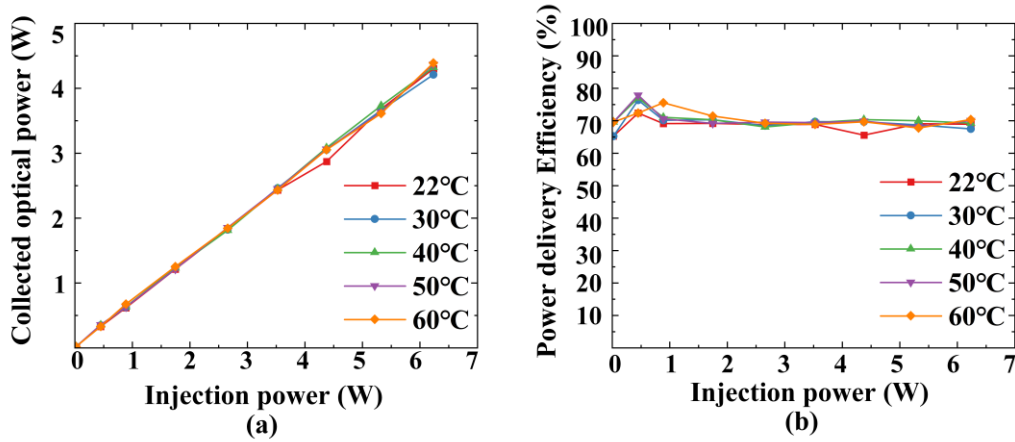 Collected optical power (W)
5
4
3
2
1
0 1 2 3 4 5 6 7
Injection power (W)
22°C
30°C
40°C
50°C
60°C
(a)
Power delivery Efficiency (%)
100
90
80
70
60
50
40
30
20
10
0 1 2 3 4 5 6 7
Injection power (W)
22°C
30°C
40°C
50°C
60°C
(b)